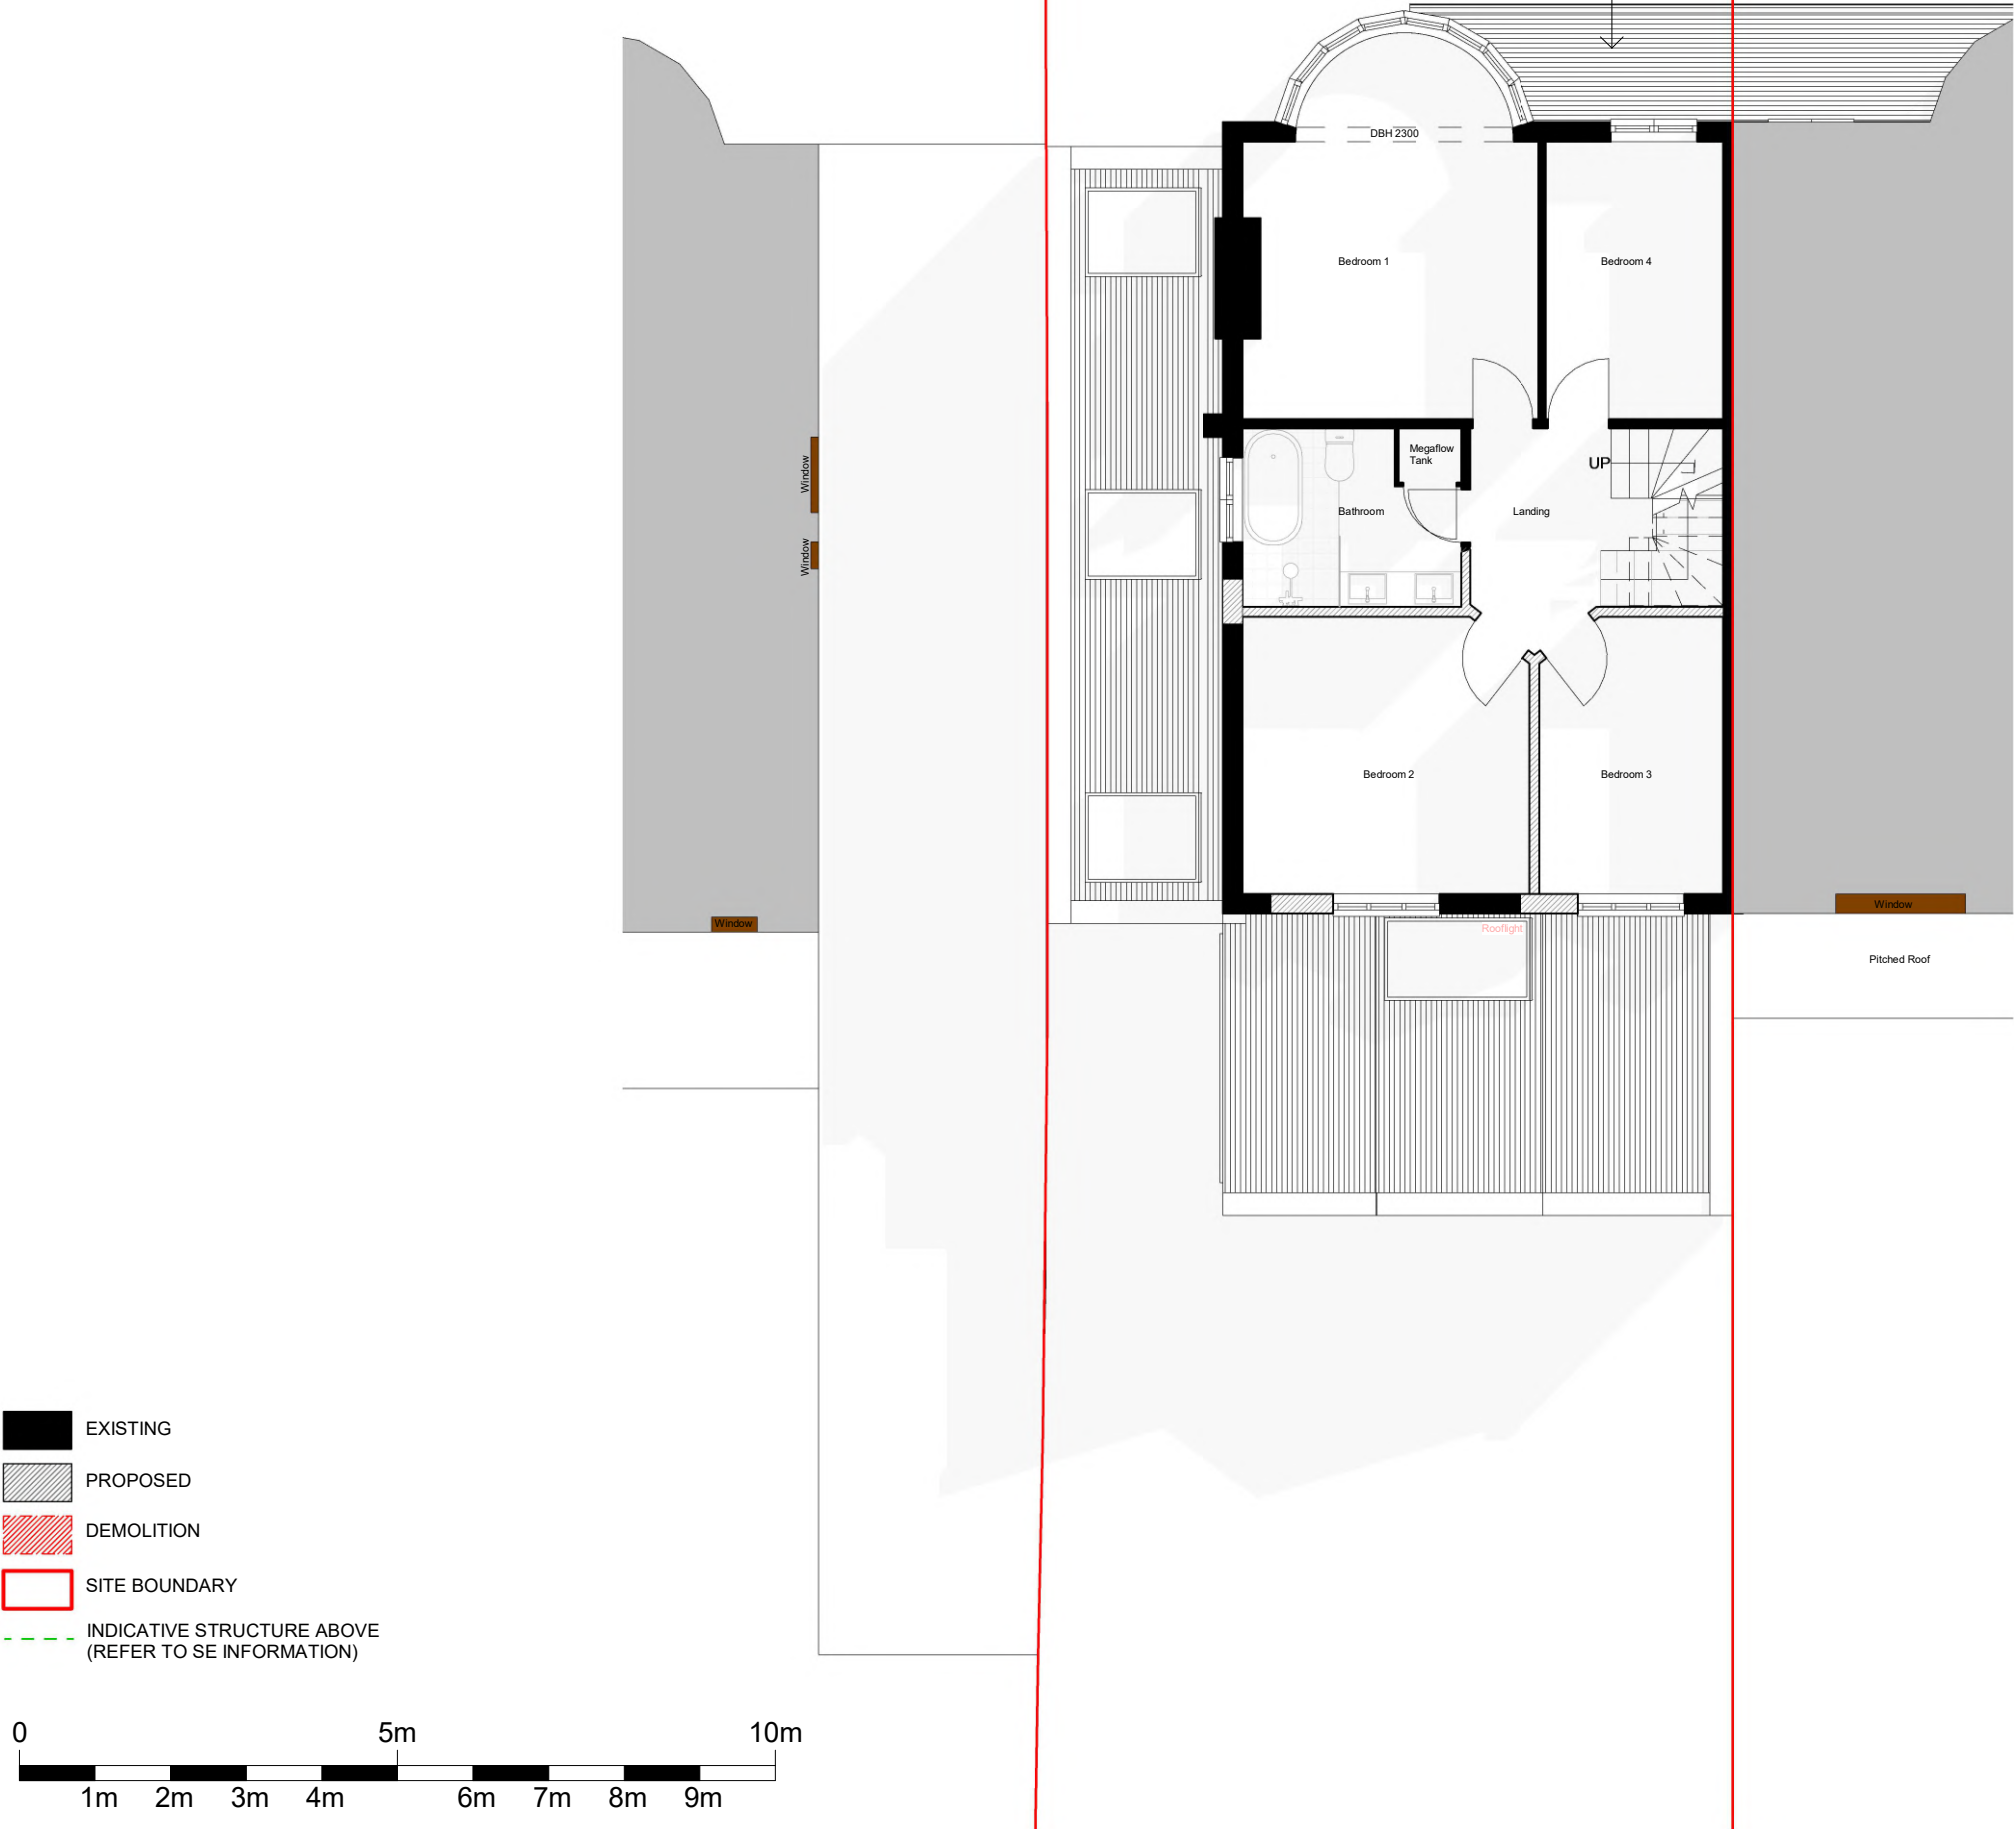 DBH 2300
Bedroom 1
Bedroom 4
Megaflow
Tank
UP
Bathroom
Landing
Window
Window
Bedroom 2
Bedroom 3
Window
Window
Rooflight
Pitched Roof
EXISTING
PROPOSED
DEMOLITION
SITE BOUNDARY
INDICATIVE STRUCTURE ABOVE
(REFER TO SE INFORMATION)
0 5m 10m
1m 2m 3m 4m 6m 7m 8m 9m